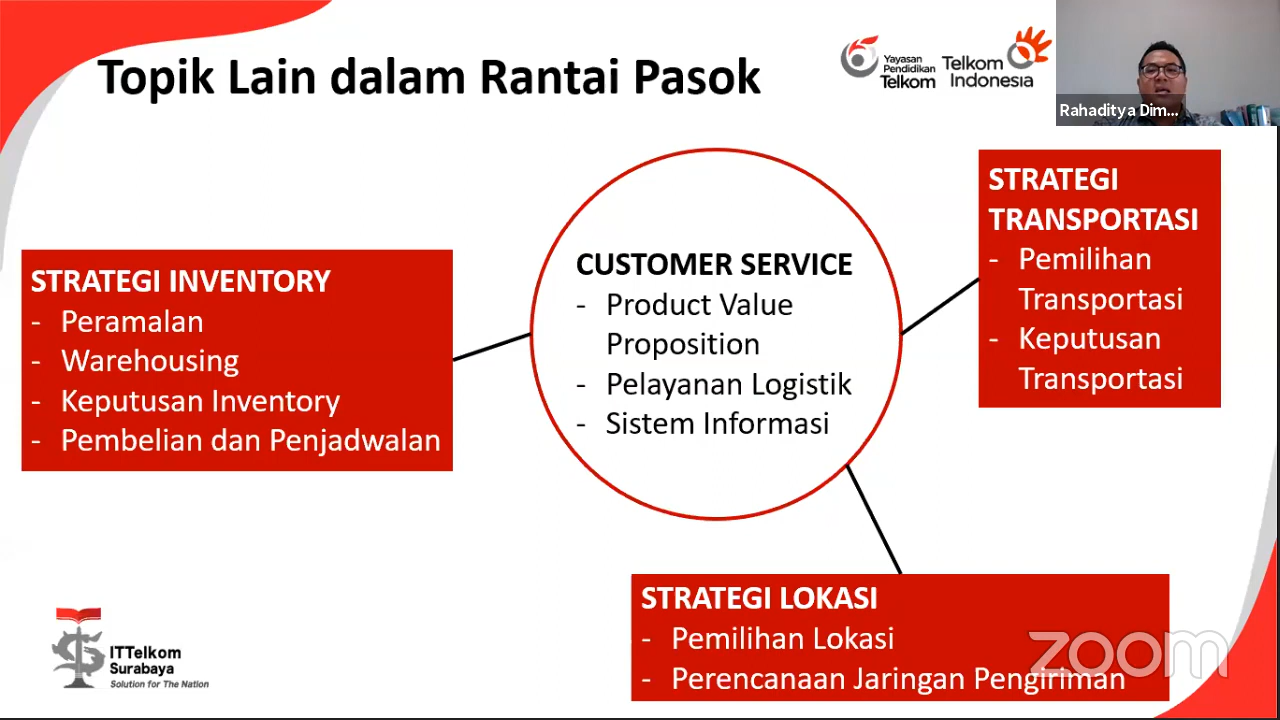 Topik Lain dalam Rantai Pasok
Yayasan
Pendidikan
Telkom
Telkom
Indonesia
Rahaditya Dim...
STRATEGI INVENTORY
- Peramalan
- Warehousing
- Keputusan Inventory
- Pembelian dan Penjadwalan
CUSTOMER SERVICE
- Product Value
Proposition
- Pelayanan Logistik
- Sistem Informasi
STRATEGI
TRANSPORTASI
- Pemilihan
Transportasi
- Keputusan
Transportasi
STRATEGI LOKASI
- Pemilihan Lokasi
- Perencanaan Jaringan Pengiriman
ITTelkom
Surabaya
Solution for The Nation
zoom